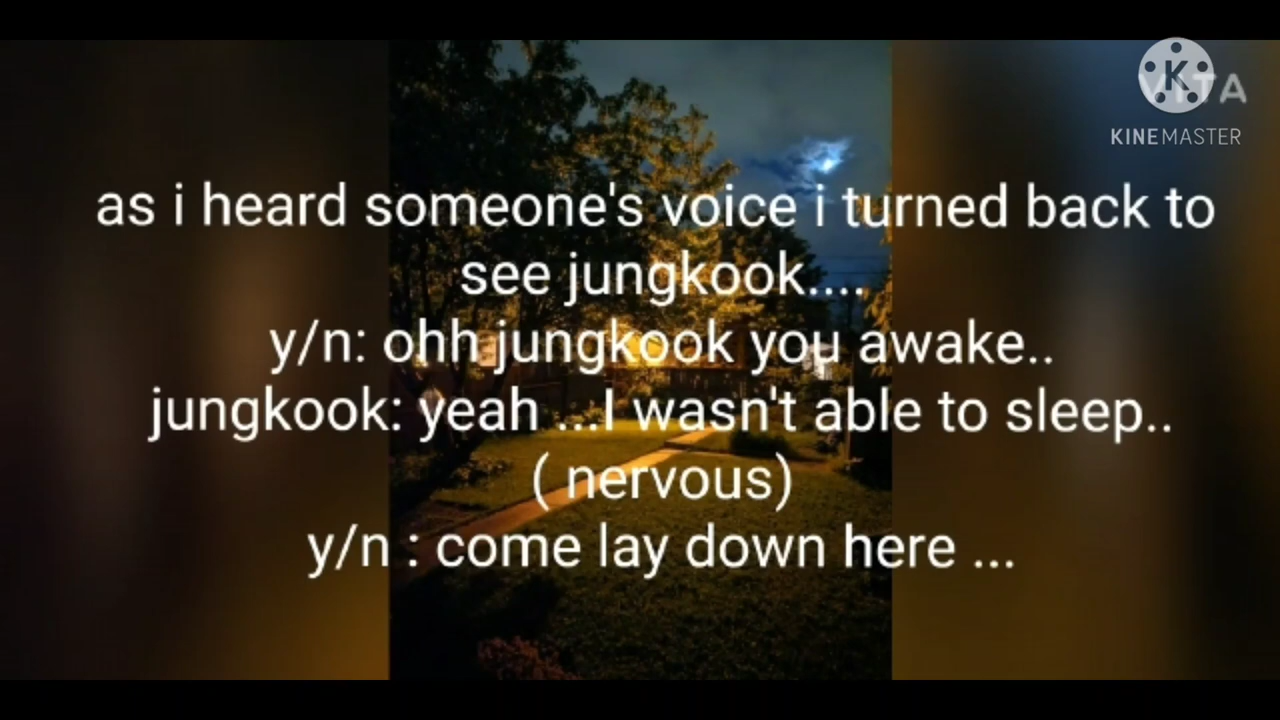 VITA
KINEMASTER
as i heard someone's voice i turned back to
see jungkook....
y/n: ohh jungkook you awake..
jungkook: yeah ...I wasn't able to sleep..
( nervous)
y/n : come lay down here ...